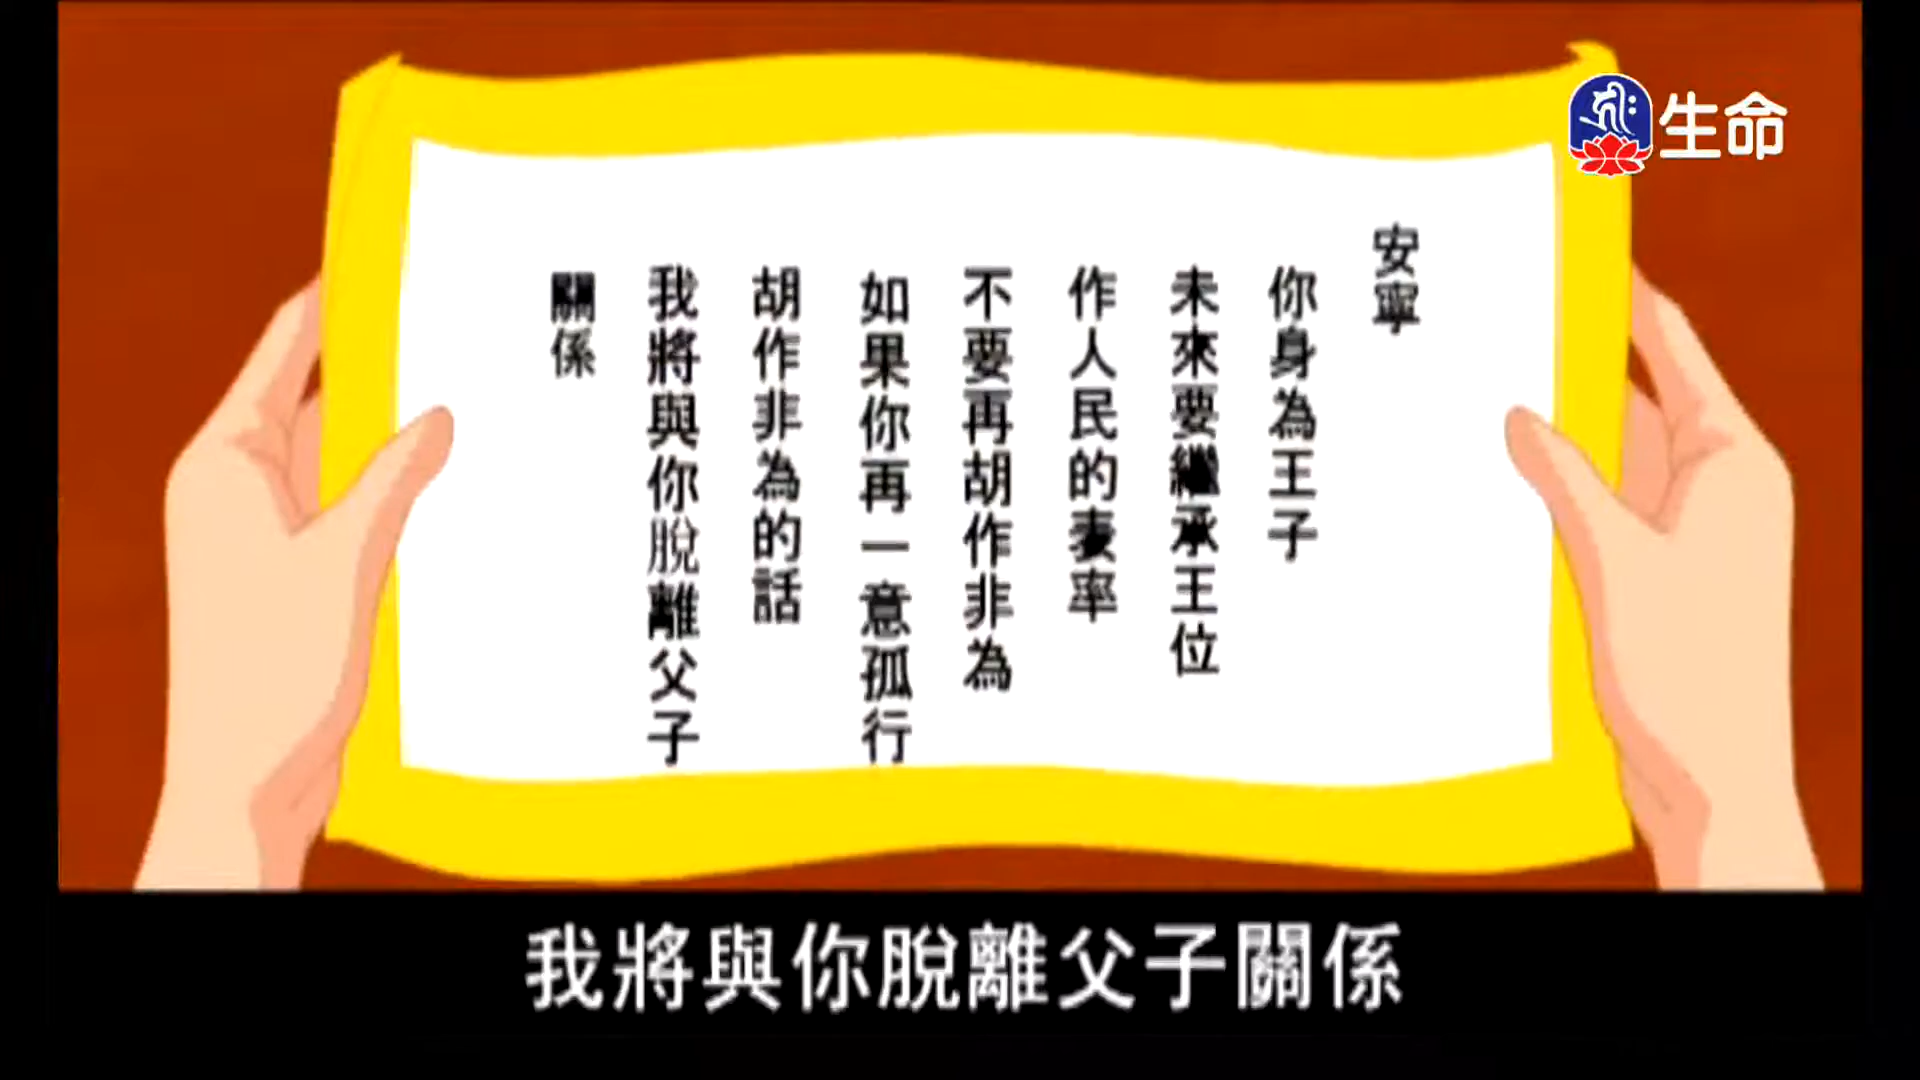 生命
安寧
你身為王子
未來要繼承王位
作人民的表率
不要再胡作非為
如果你再一意孤行
胡作非為的話
我將與你脫離父子
關係
我將與你脫離父子關係